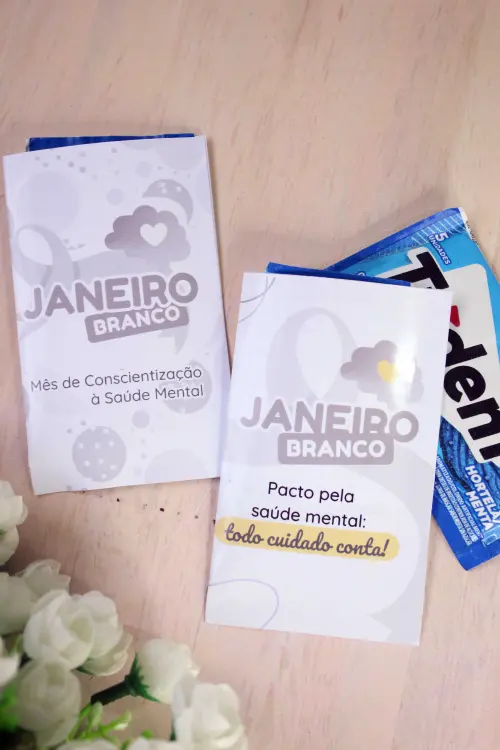 JANEIRO
BRANCO
Mês de Conscientização
à Saúde Mental
JANEIRO
BRANCO
Pacto pela
saúde mental:
todo cuidado conta!
5
UNIDADES
HORTELÃ
MENTA